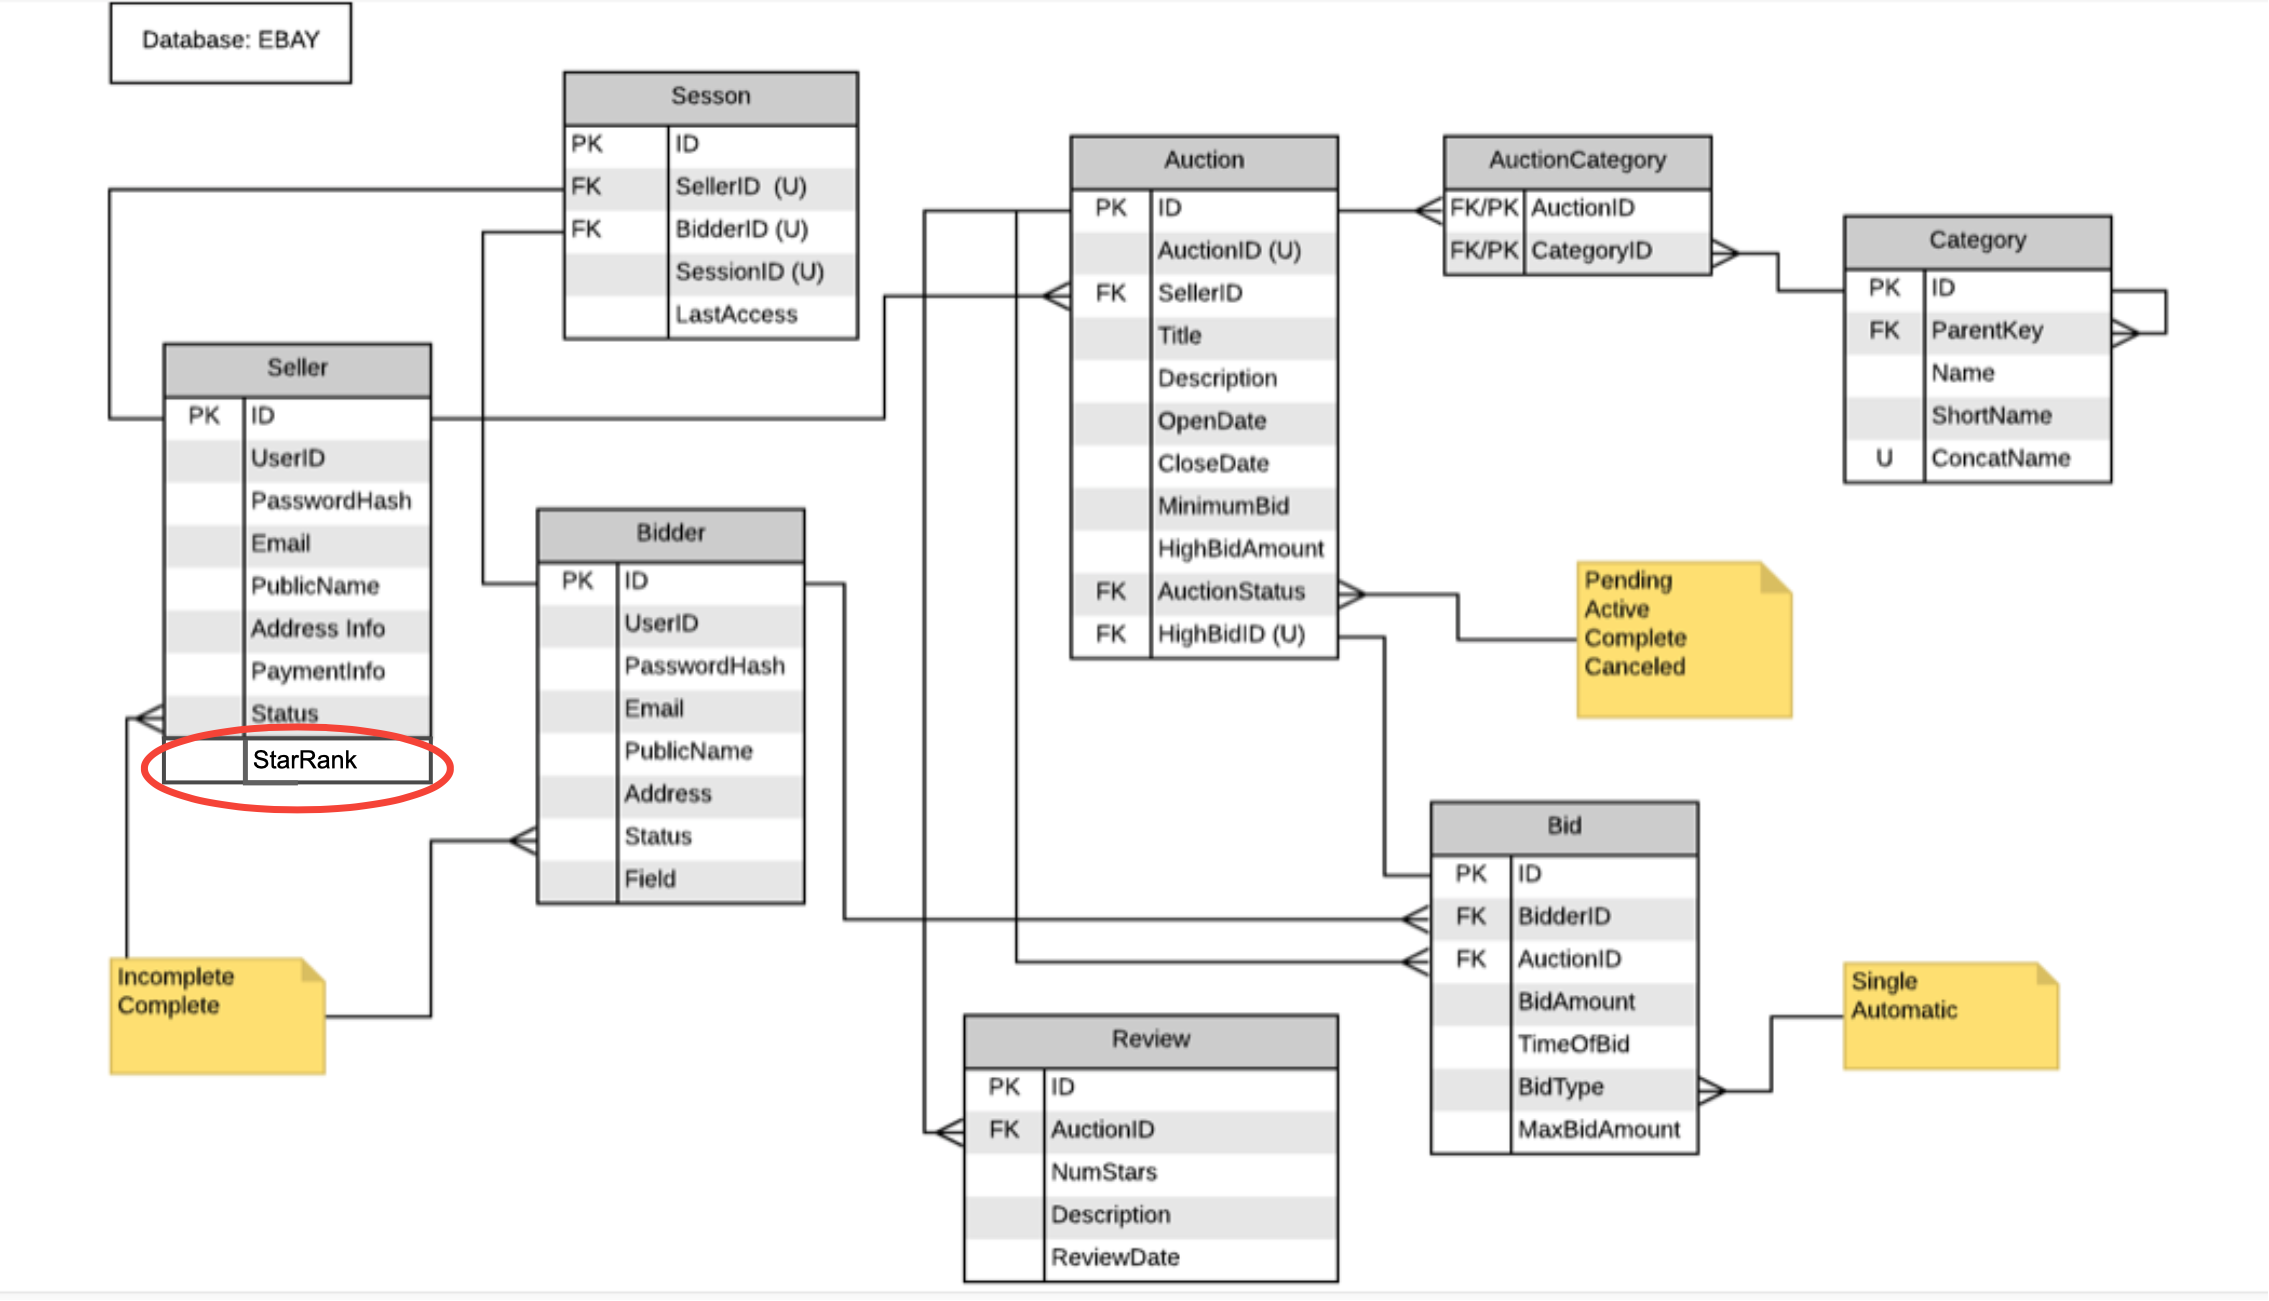 Database: EBAY
Sesson
PK ID
FK SellerID (U)
FK BidderID (U)
SessionID (U)
LastAccess
Seller
PK ID
UserID
PasswordHash
Email
PublicName
Address Info
PaymentInfo
Status
StarRank
Bidder
PK ID
UserID
PasswordHash
Email
PublicName
Address
Status
Field
Incomplete
Complete
Auction
PK ID
AuctionID (U)
FK SellerID
Title
Description
OpenDate
CloseDate
MinimumBid
HighBidAmount
FK AuctionStatus
FK HighBidID (U)
AuctionCategory
FK/PK AuctionID
FK/PK CategoryID
Category
PK ID
FK ParentKey
Name
ShortName
U ConcatName
Pending
Active
Complete
Canceled
Bid
PK ID
FK BidderID
FK AuctionID
BidAmount
TimeOfBid
BidType
MaxBidAmount
Single
Automatic
Review
PK ID
FK AuctionID
NumStars
Description
ReviewDate